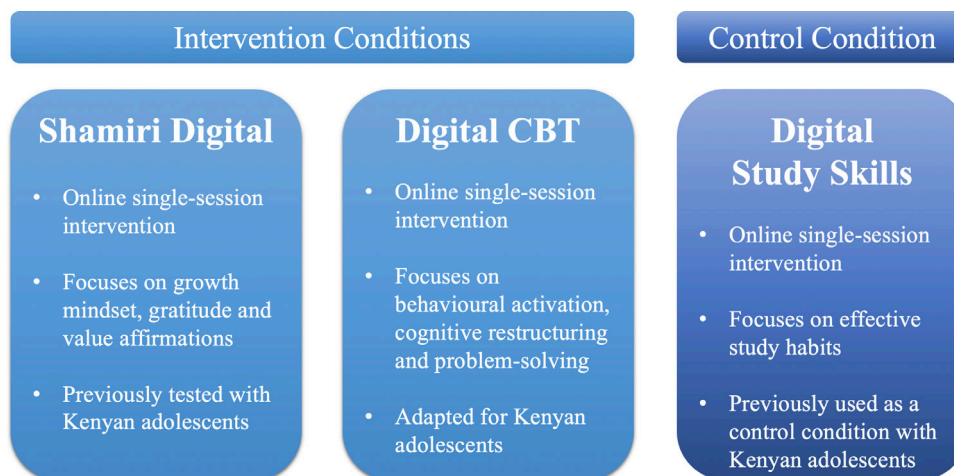 Intervention Conditions
Control Condition
Shamiri Digital
• Online single-session
intervention
• Focuses on growth
mindset, gratitude and
value affirmations
• Previously tested with
Kenyan adolescents
Digital CBT
• Online single-session
intervention
• Focuses on
behavioural activation,
cognitive restructuring
and problem-solving
• Adapted for Kenyan
adolescents
Digital
Study Skills
• Online single-session
intervention
• Focuses on effective
study habits
• Previously used as a
control condition with
Kenyan adolescents